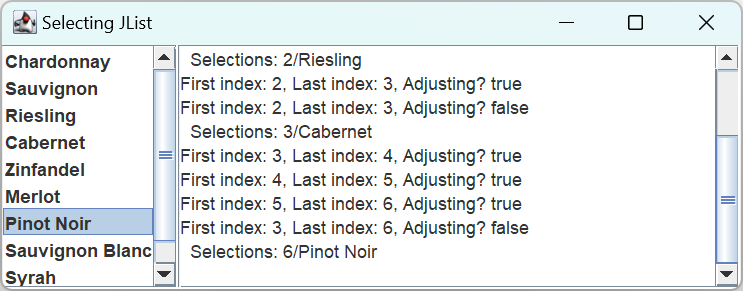 Selecting JList
Chardonnay
Sauvignon
Riesling
Cabernet
Zinfandel
Merlot
Pinot Noir
Sauvignon Blanc
Syrah
Selections: 2/Riesling
First index: 2, Last index: 3, Adjusting? true
First index: 2, Last index: 3, Adjusting? false
Selections: 3/Cabernet
First index: 3, Last index: 4, Adjusting? true
First index: 4, Last index: 5, Adjusting? true
First index: 5, Last index: 6, Adjusting? true
First index: 3, Last index: 6, Adjusting? false
Selections: 6/Pinot Noir